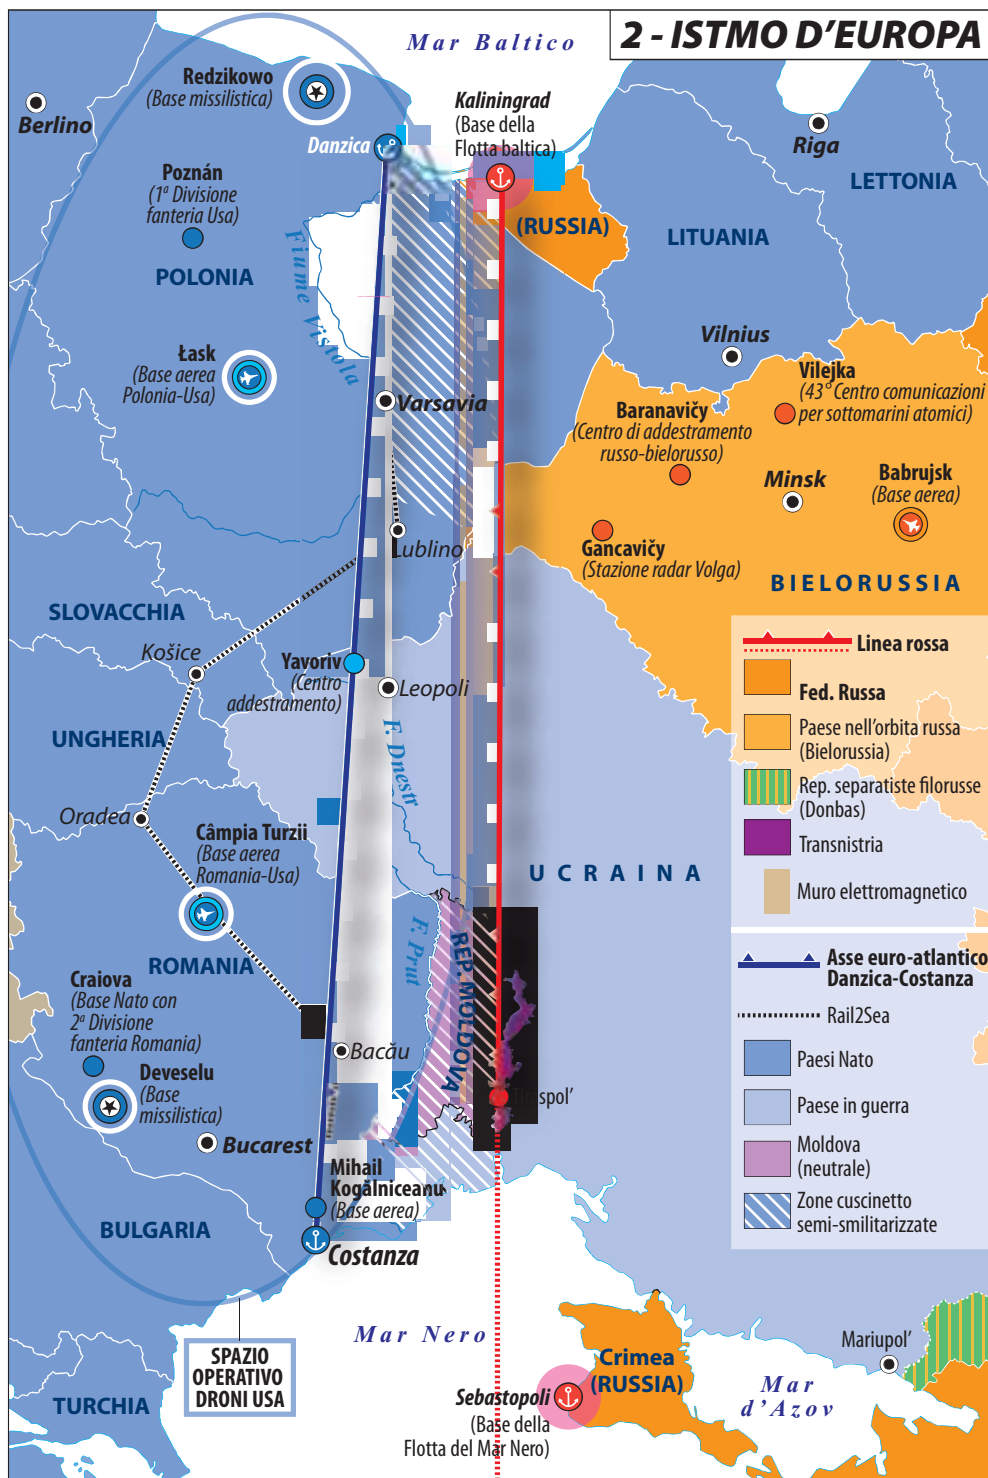 2 - ISTMO D'EUROPA
Mar Baltico
Redzikowo
(Base missilistica)
Berlino
Danzica
Kaliningrad
(Base della
Flotta baltica)
(RUSSIA)
Riga
LETTONIA
LITUANIA
Vilnius
Poznán
(1ª Divisione
fanteria Usa)
POLONIA
Fiume Vistola
Łask
(Base aerea
Polonia-Usa)
Varsavia
Vilejka
(43° Centro comunicazioni
per sottomarini atomici)
Baranavičy
(Centro di addestramento
russo-bielorusso)
Minsk
Babrujsk
(Base aerea)
Gancavičy
(Stazione radar Volga)
BIELORUSSIA
Lublino
SLOVACCHIA
Košice
Yavoriv
(Centro
addestramento)
Leopoli
F. Dnestr
UNGHERIA
Oradea
Câmpia Turzii
(Base aerea
Romania-Usa)
UCRAINA
F. Prut
REP. MOLDOVA
ROMANIA
Craiova
(Base Nato con
2ª Divisione
fanteria Romania)
Deveselu
(Base
missilistica)
Bacău
Tiraspol'
Bucarest
Mihail
Kogălniceanu
(Base aerea)
Costanza
BULGARIA
Mar Nero
SPAZIO
OPERATIVO
DRONI USA
TURCHIA
Sebastopoli
(Base della
Flotta del Mar Nero)
Crimea
(RUSSIA)
Mar
d'Azov
Mariupol'
Linea rossa
Fed. Russa
Paese nell'orbita russa
(Bielorussia)
Rep. separatiste filorusse
(Donbas)
Transnistria
Muro elettromagnetico
Asse euro-atlantico
Danzica-Costanza
Rail2Sea
Paesi Nato
Paese in guerra
Moldova
(neutrale)
Zone cuscinetto
semi-smilitarizzate